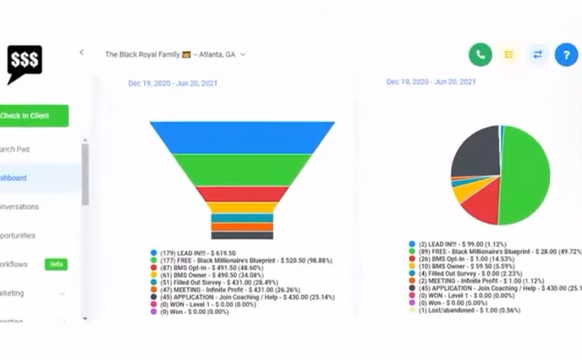 $$$
The Black Royal Family 👑 – Atlanta, GA
?
Check In Client
unch Pad
shboard
nversations
portunities
orkflows Beta
arketing
Dec 19, 2020 - Jun 20, 2021
(179) LEAD IN!!! - $ 619.50
(177) FREE - Black Millionaire's Blueprint - $ 520.50 (98.88%)
(87) BMS Opt-In - $ 491.50 (48.60%)
(61) BMS Owner - $ 490.50 (34.08%)
(51) Filled Out Survey - $ 431.00 (28.49%)
(47) MEETING - Infinite Profit - $ 431.00 (26.26%)
(45) APPLICATION - Join Coaching / Help - $ 430.00 (25.14%)
(0) WON - Level 1 - $ 0.00 (0.00%)
(0) Won - $ 0.00 (0.00%)
Dec 19, 2020 - Jun 20, 2021
(2) LEAD IN!!! - $ 99.00 (1.12%)
(89) FREE - Black Millionaire's Blueprint - $ 28.00 (49.72%
(26) BMS Opt-In - $ 1.00 (14.53%)
(10) BMS Owner - $ 59.50 (5.59%)
(4) Filled Out Survey - $ 0.00 (2.23%)
(2) MEETING - Infinite Profit - $ 1.00 (1.12%)
(45) APPLICATION - Join Coaching / Help - $ 430.00 (25.1
(0) WON - Level 1 - $ 0.00 (0.00%)
(0) Won - $ 0.00 (0.00%)
(1) Lost/abandoned - $ 1.00 (0.56%)